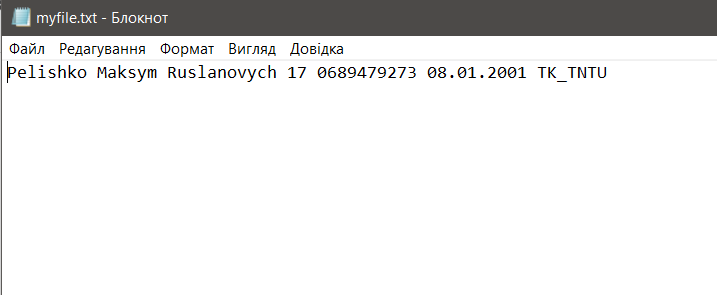 myfile.txt - Блокнот
Файл Редагування Формат Вигляд Довідка
Pelishko Maksym Ruslanovych 17 0689479273 08.01.2001 TK_TNTU